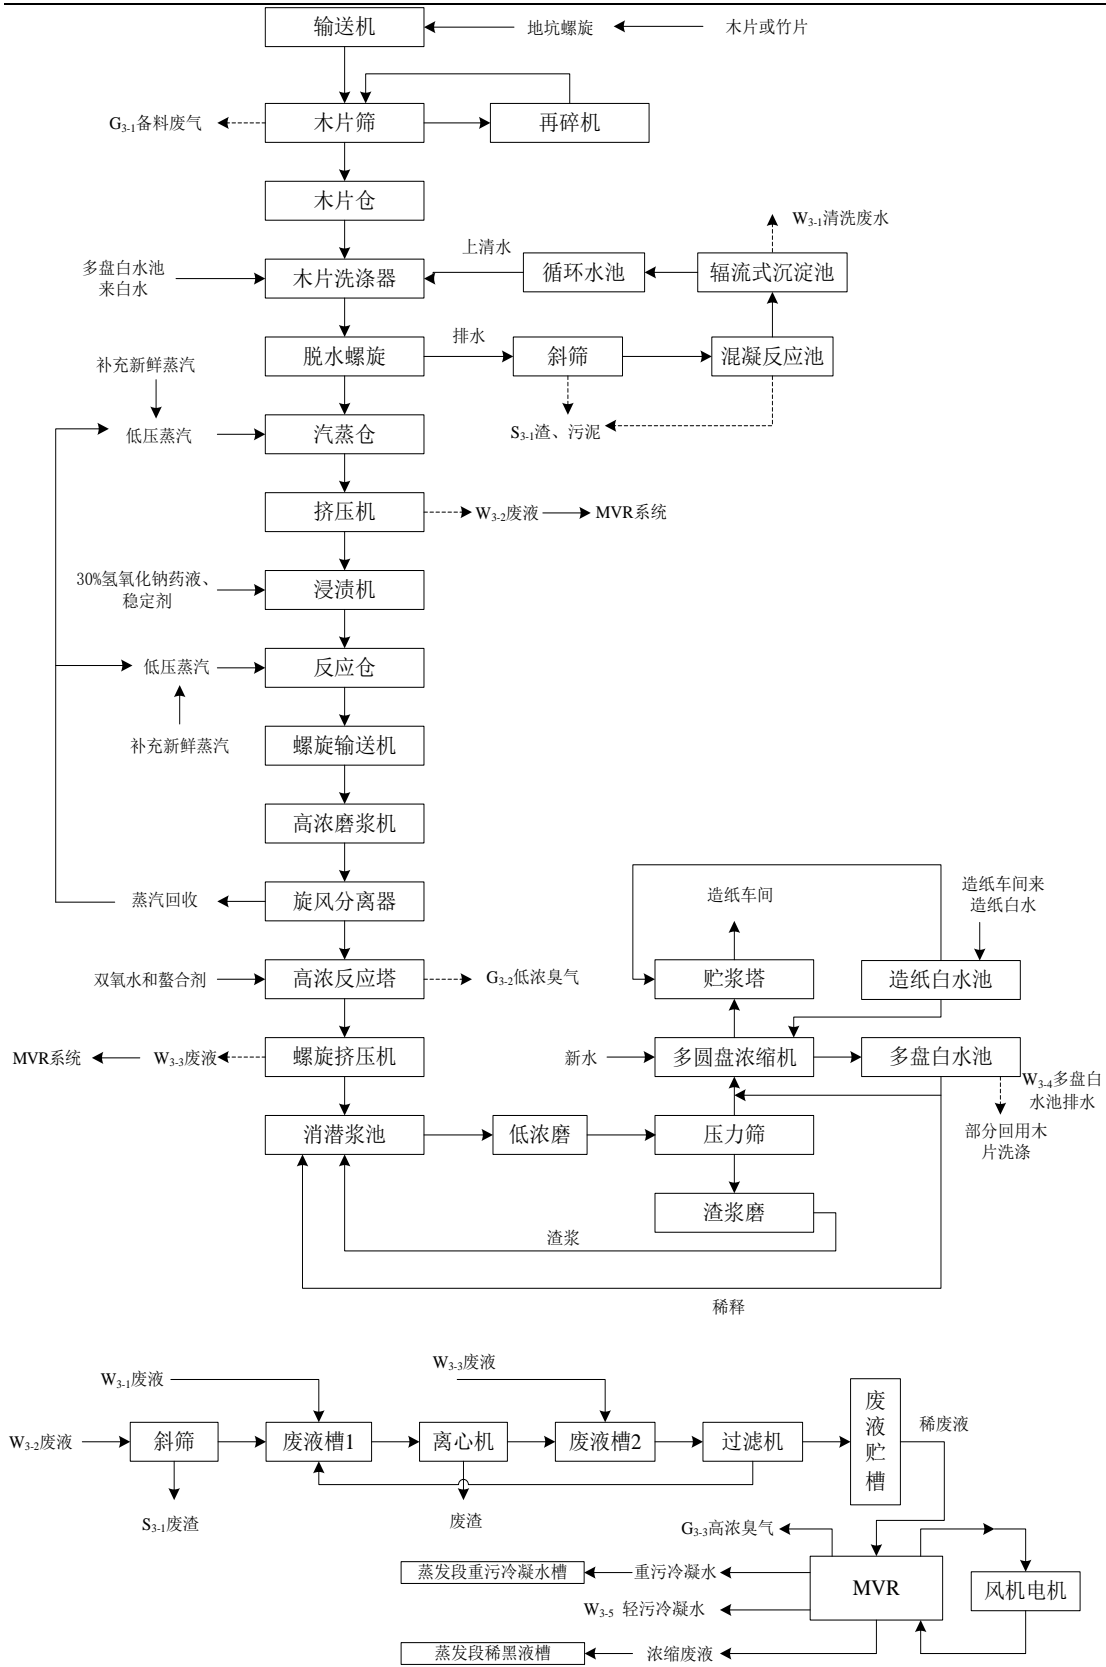 输送机
地坑螺旋
木片或竹片
G3-1备料废气
木片筛
再碎机
木片仓
W3-1清洗废水
上清水
多盘白水池
来白水
木片洗涤器
循环水池
辐流式沉淀池
排水
脱水螺旋
斜筛
混凝反应池
补充新鲜蒸汽
低压蒸汽
汽蒸仓
S3-1渣、污泥
挤压机
W3-2废液
MVR系统
30%氢氧化钠药液、
稳定剂
浸渍机
低压蒸汽
反应仓
补充新鲜蒸汽
螺旋输送机
高浓磨浆机
蒸汽回收
旋风分离器
造纸车间
造纸车间来
造纸白水
双氧水和螯合剂
高浓反应塔
G3-2低浓臭气
贮浆塔
造纸白水池
MVR系统
W3-3废液
螺旋挤压机
新水
多圆盘浓缩机
多盘白水池
W3-4多盘白
水池排水
消潜浆池
低浓磨
压力筛
部分回用木
片洗涤
渣浆磨
渣浆
稀释
W3-1废液
W3-3废液
W3-2废液
斜筛
废液槽1
离心机
废液槽2
过滤机
废
液
贮
槽
稀废液
S3-1废渣
废渣
G3-3高浓臭气
蒸发段重污冷凝水槽
重污冷凝水
MVR
风机电机
W3-5 轻污冷凝水
蒸发段稀黑液槽
浓缩废液